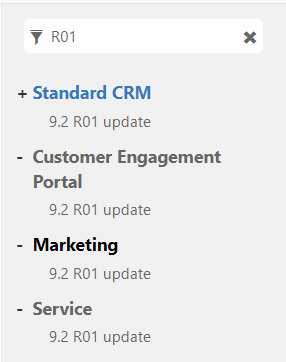 R01
+ Standard CRM
9.2 R01 update
- Customer Engagement
Portal
9.2 R01 update
- Marketing
9.2 R01 update
- Service
9.2 R01 update